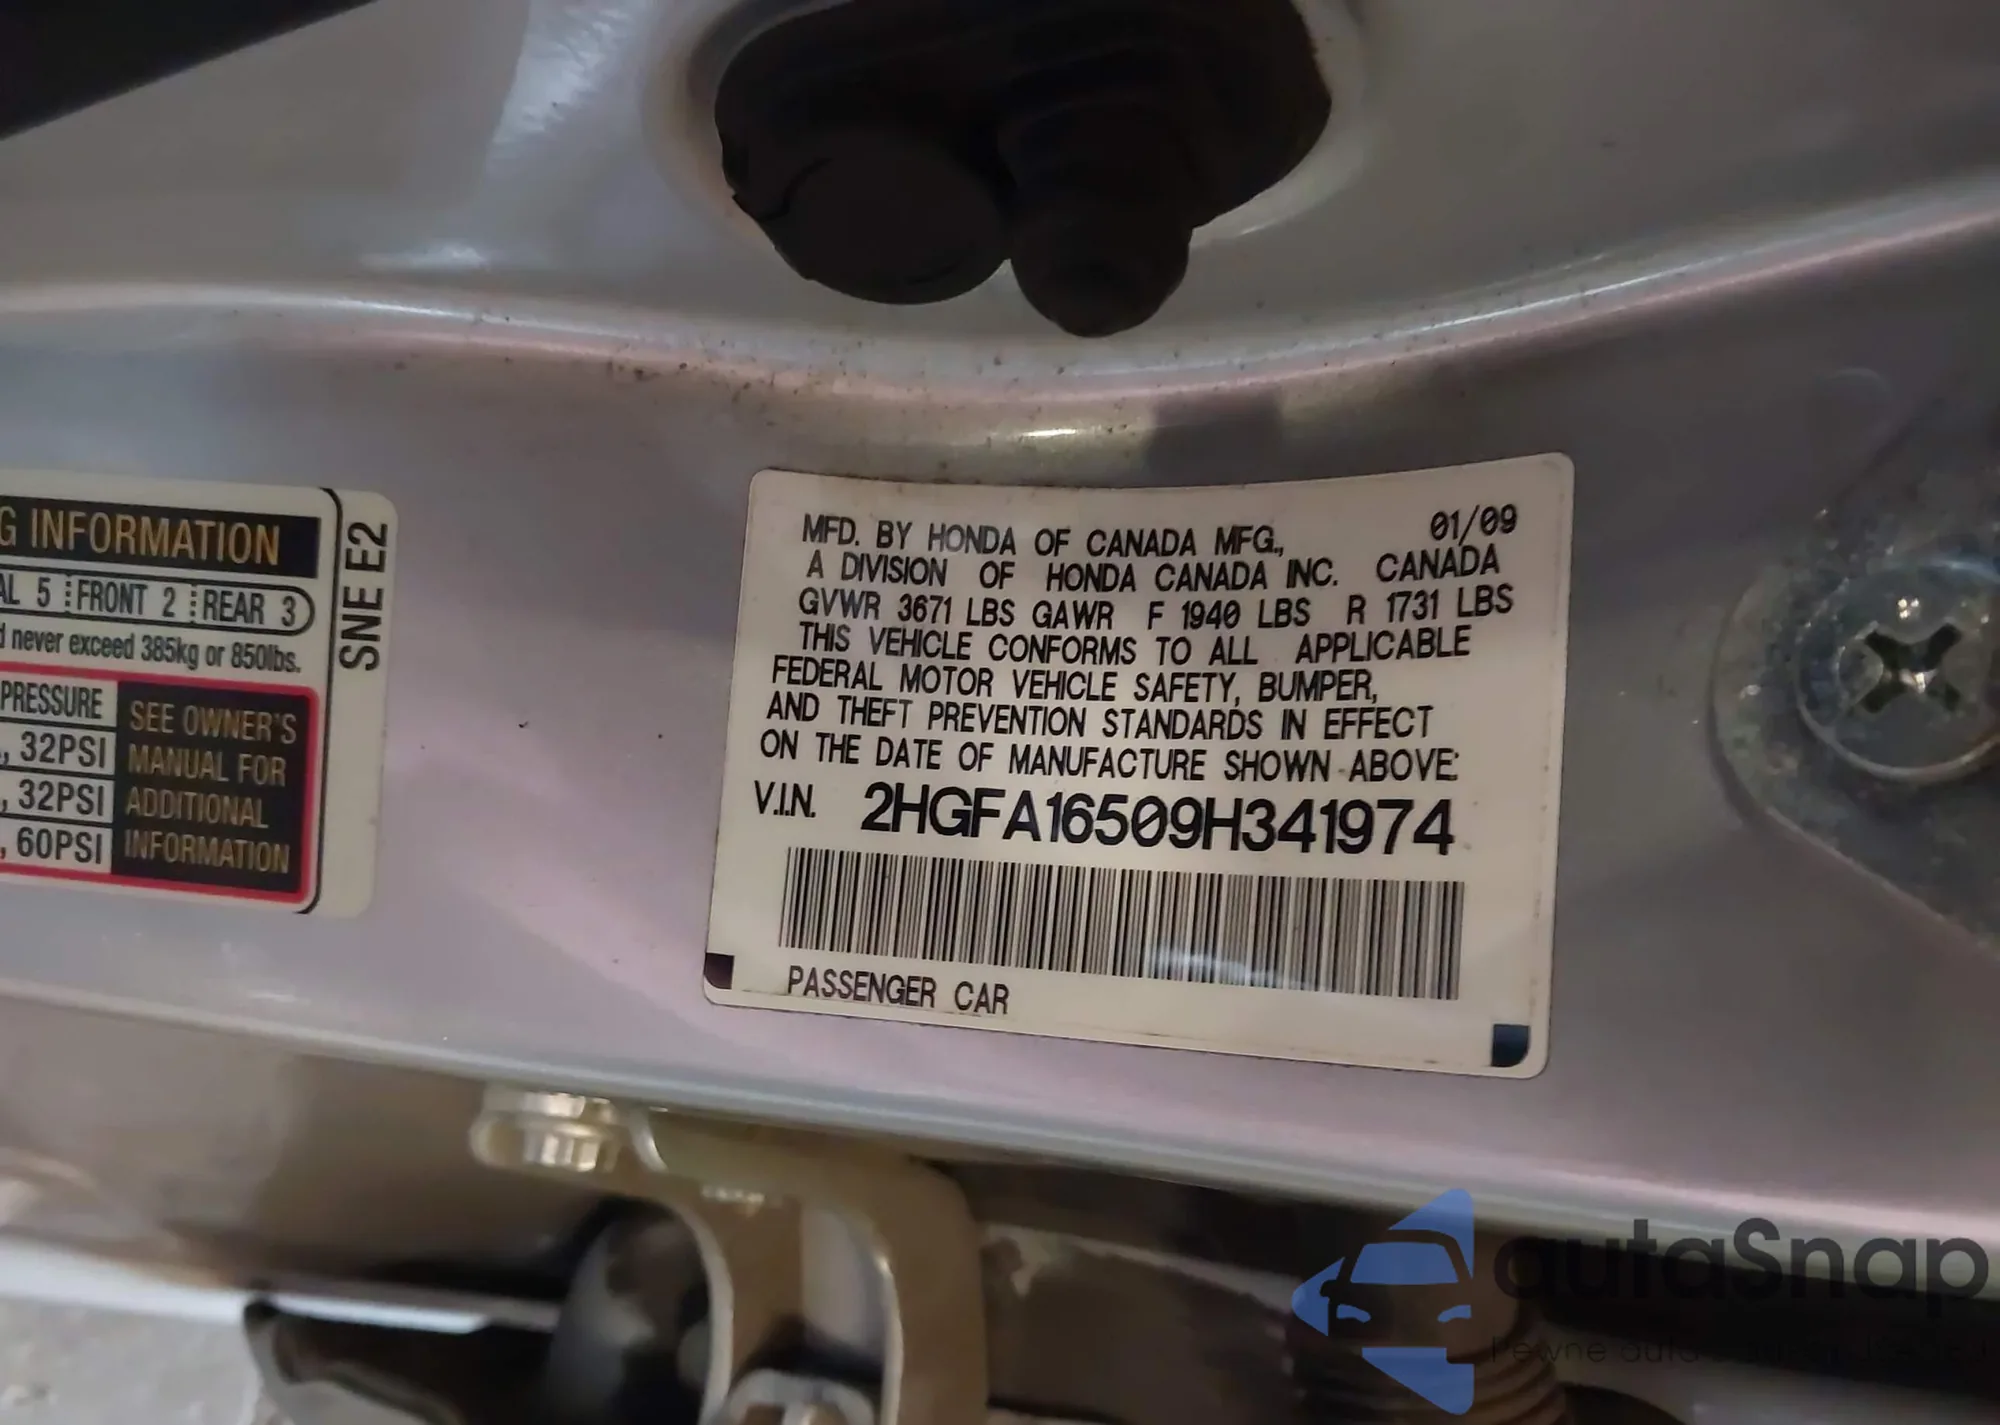 G INFORMATION
AL 5 FRONT 2 REAR 3
never exceed 385kg or 850lbs.
PRESSURE
, 32PSI
, 32PSI
, 60PSI
SEE OWNER'S
MANUAL FOR
ADDITIONAL
INFORMATION
SNE E2
MFD. BY HONDA OF CANADA MFG., 01/09
A DIVISION OF HONDA CANADA INC. CANADA
GVWR 3671 LBS GAWR F 1940 LBS R 1731 LBS
THIS VEHICLE CONFORMS TO ALL APPLICABLE
FEDERAL MOTOR VEHICLE SAFETY, BUMPER,
AND THEFT PREVENTION STANDARDS IN EFFECT
ON THE DATE OF MANUFACTURE SHOWN ABOVE:
V.I.N. 2HGFA16509H341974
PASSENGER CAR
autaSnap
Pewne auta